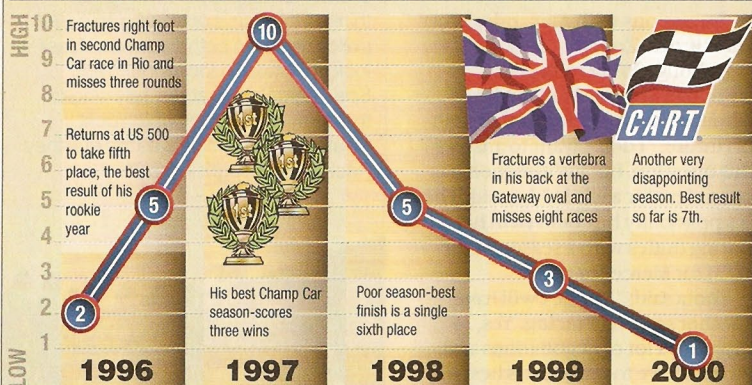 HIGH
10
9
8
7
6
5
4
3
2
1
LOW
Fractures right foot
in second Champ
Car race in Rio and
misses three rounds
Returns at US 500
to take fifth
place, the best
result of his
rookie
year
2
5
10
1st
1st
1st
His best Champ Car
season-scores
three wins
5
Poor season-best
finish is a single
sixth place
Fractures a vertebra
in his back at the
Gateway oval and
misses eight races
3
CART
Another very
disappointing
season. Best result
so far is 7th.
1
1996
1997
1998
1999
2000